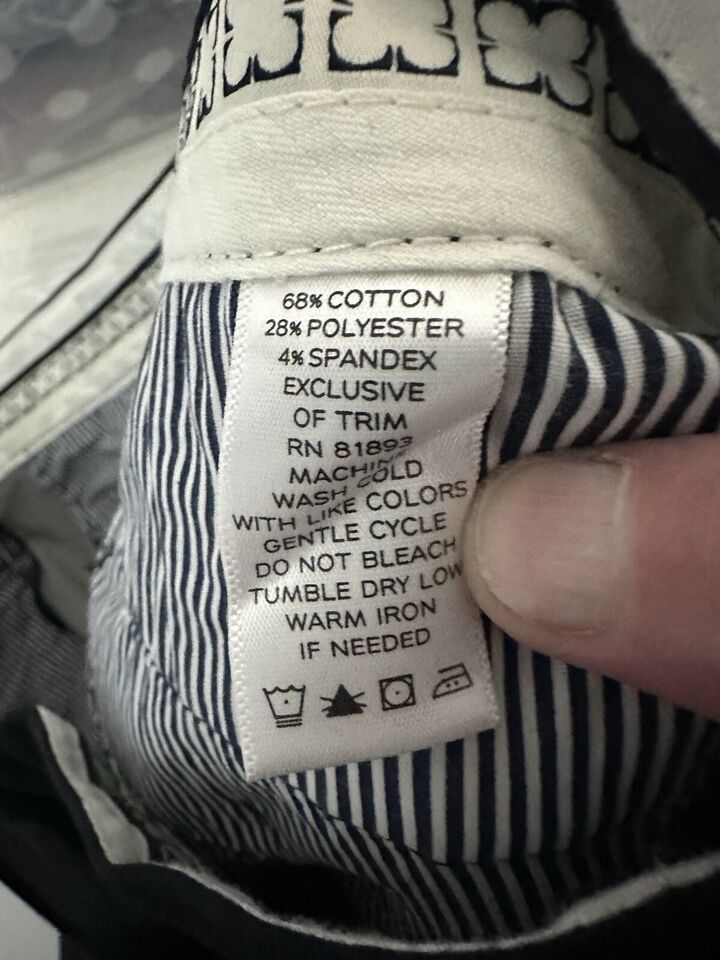 68% COTTON
28% POLYESTER
4% SPANDEX
EXCLUSIVE
OF TRIM
RN 81893
MACHINE
WASH COLD
WITH LIKE COLORS
GENTLE CYCLE
DO NOT BLEACH
TUMBLE DRY LOW
WARM IRON
IF NEEDED